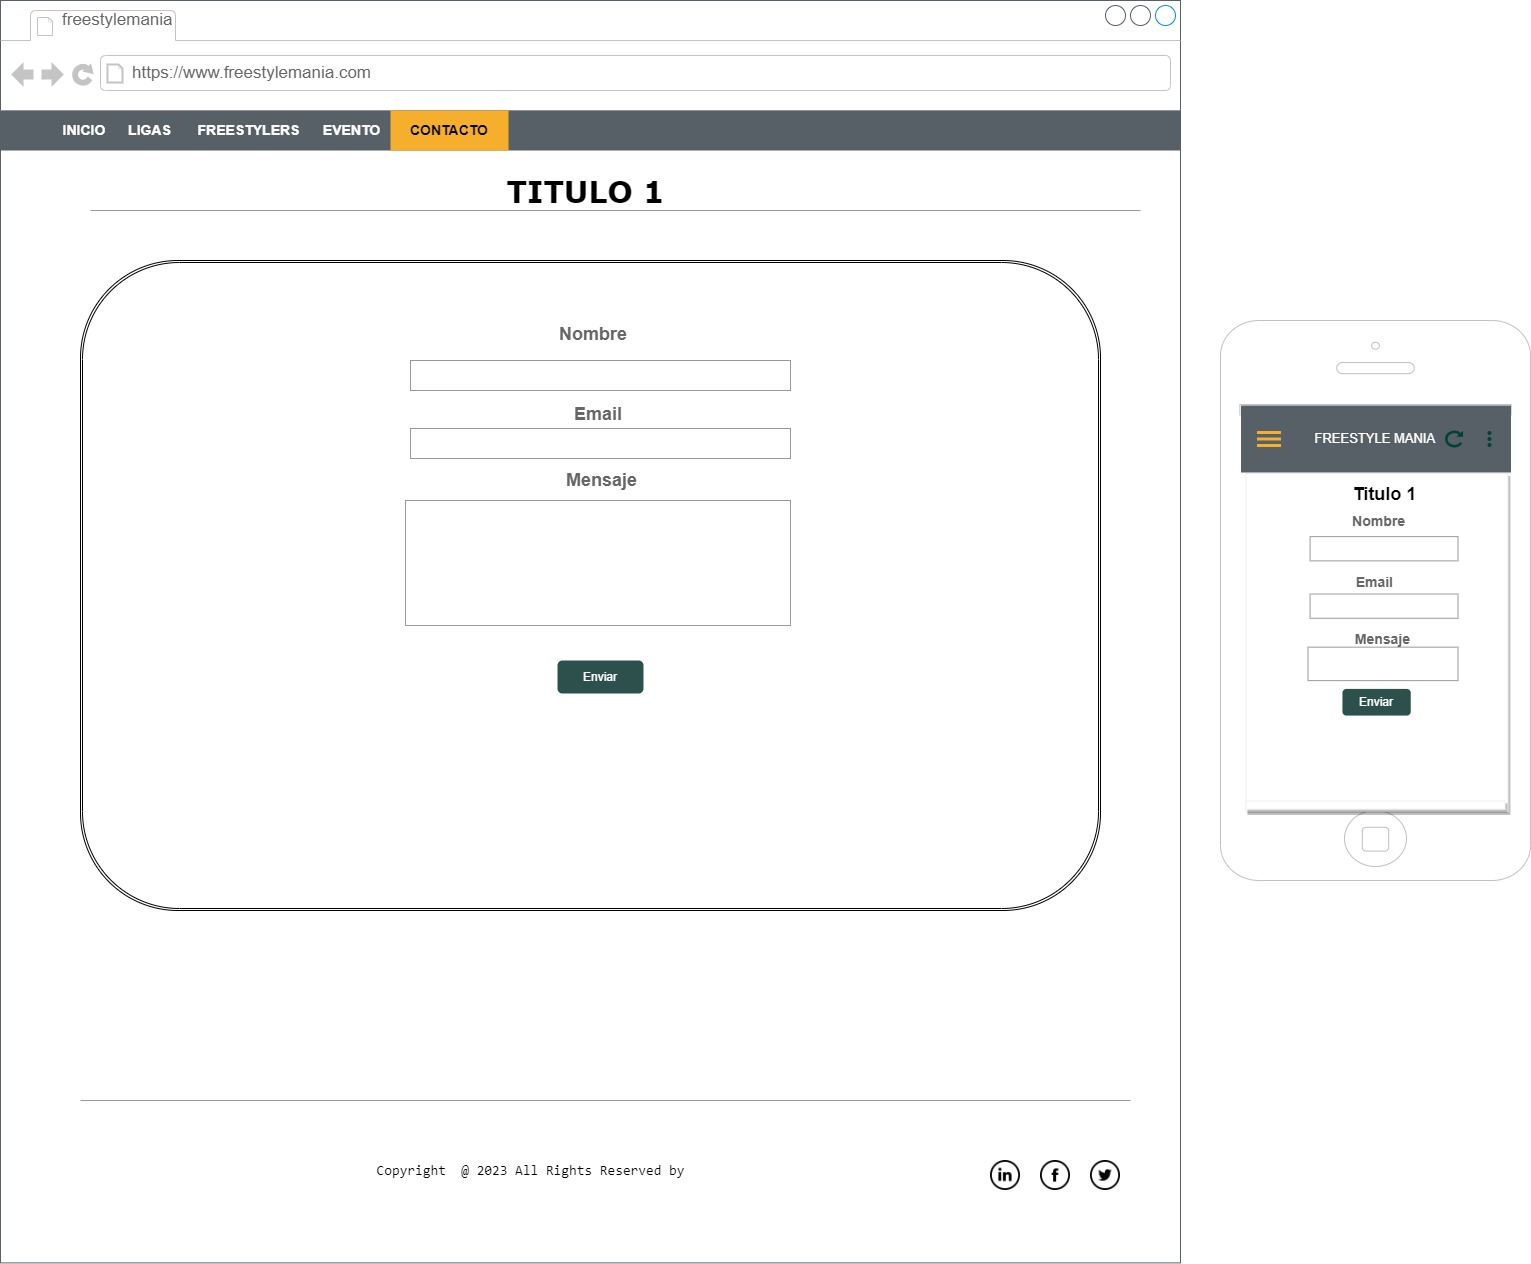 freestylemania
https://www.freestylemania.com
INICIO LIGAS FREESTYLERS EVENTO CONTACTO
TITULO 1
Nombre
Email
Mensaje
Enviar
Copyright @ 2023 All Rights Reserved by
in f
FREESTYLE MANIA
Titulo 1
Nombre
Email
Mensaje
Enviar